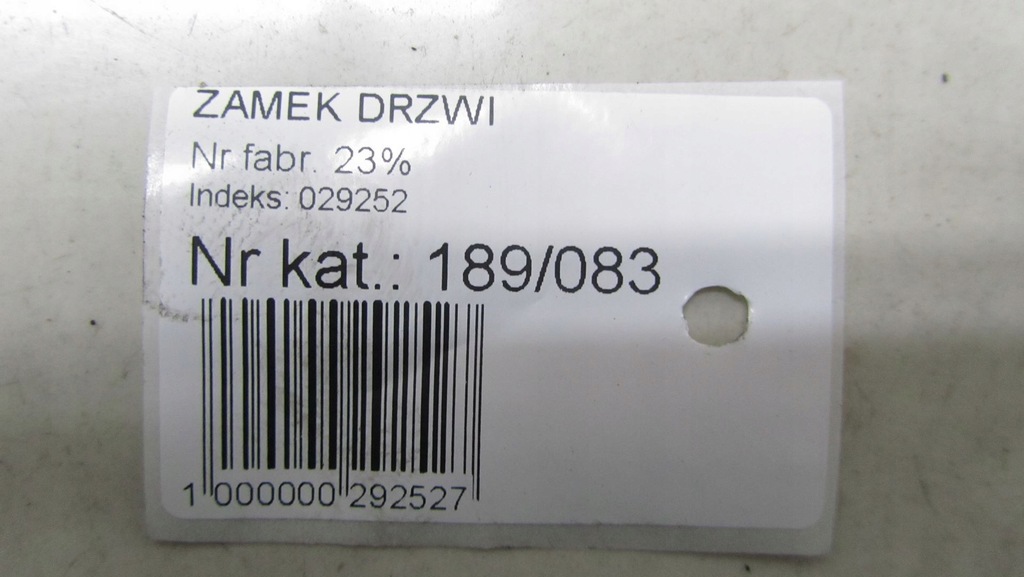 ZAMEK DRZWI
Nr fabr. 23%
Indeks: 029252
Nr kat.: 189/083
1 000000 292527